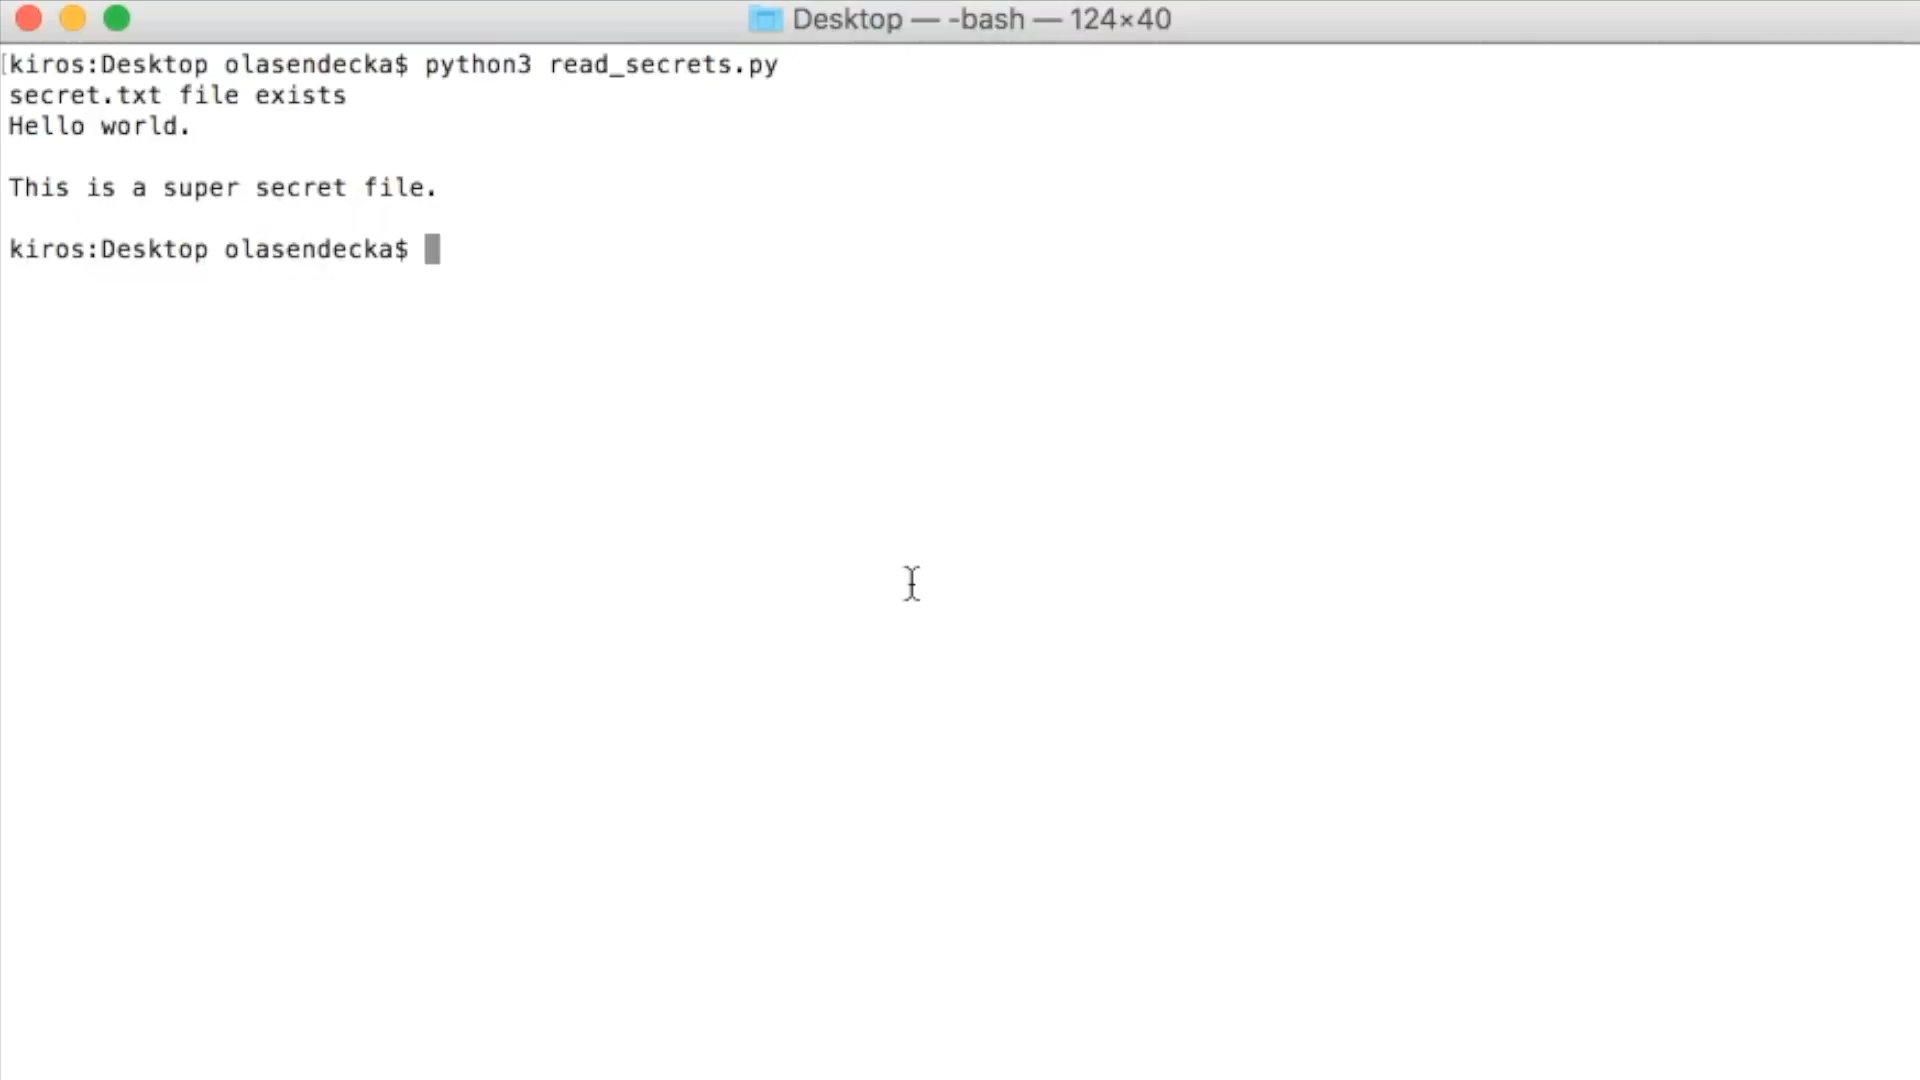 Desktop — -bash — 124×40
kiros:Desktop olasendecka$ python3 read_secrets.py
secret.txt file exists
Hello world.
This is a super secret file.
kiros:Desktop olasendecka$